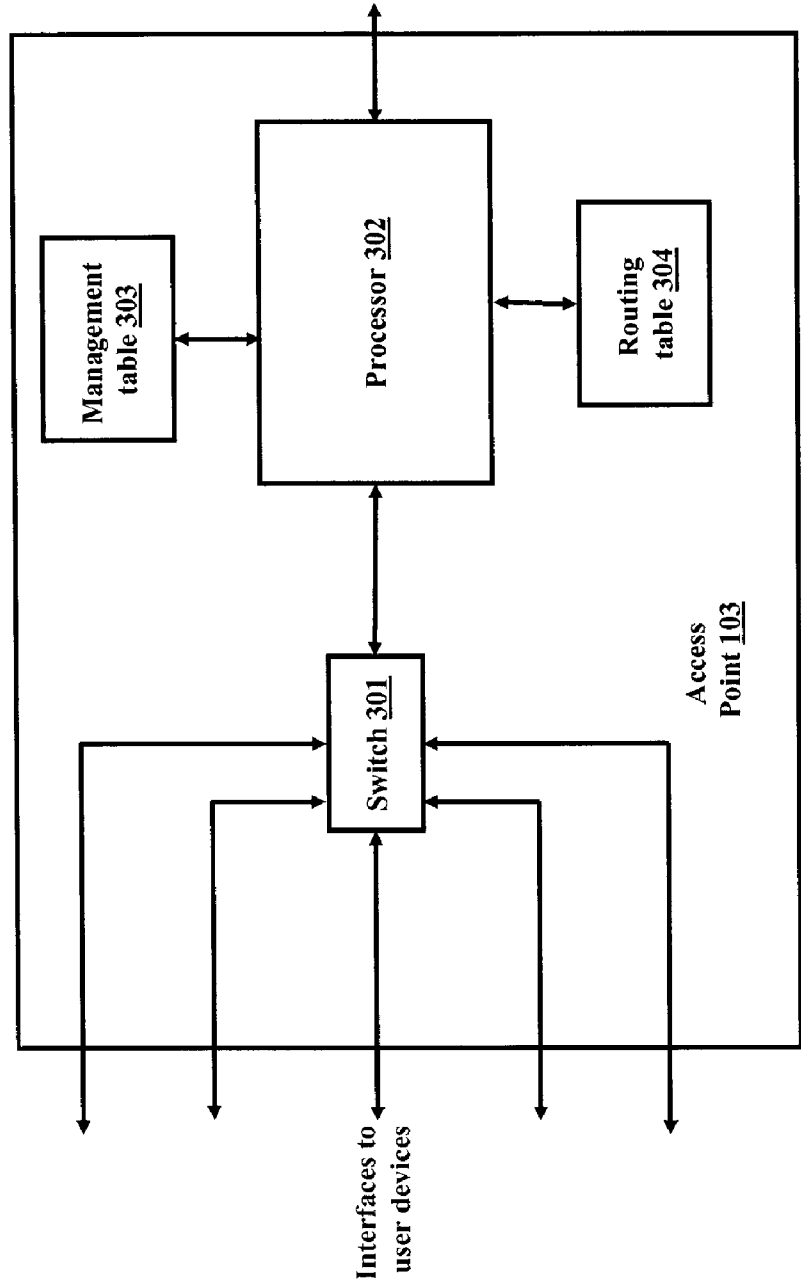 Management
table 303
Processor 302
Routing
table 304
Switch 301
Access
Point 103
Interfaces to
user devices